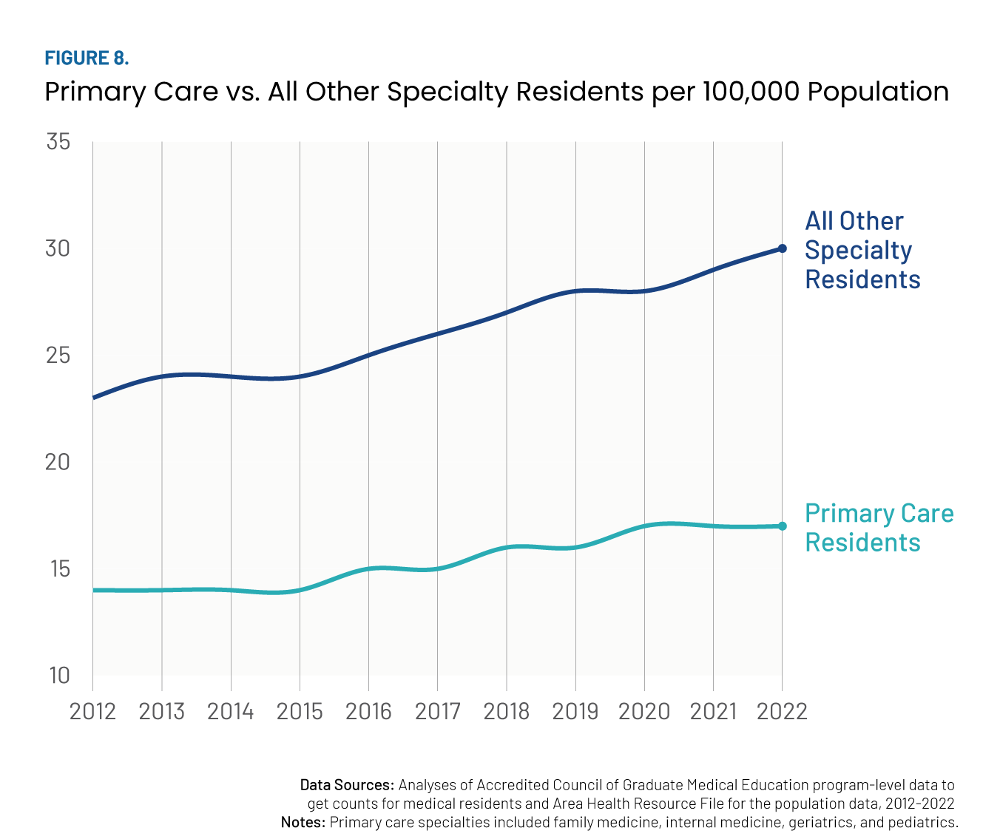 FIGURE 8.
Primary Care vs. All Other Specialty Residents per 100,000 Population
35
30
25
20
15
10
All Other
Specialty
Residents
Primary Care
Residents
2012 2013 2014 2015 2016 2017 2018 2019 2020 2021 2022
Data Sources: Analyses of Accredited Council of Graduate Medical Education program-level data to
get counts for medical residents and Area Health Resource File for the population data, 2012-2022
Notes: Primary care specialties included family medicine, internal medicine, geriatrics, and pediatrics.